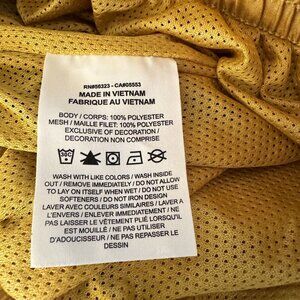 RN#56323 - CA#05553
MADE IN VIETNAM
FABRIQUE AU VIETNAM
BODY / CORPS: 100% POLYESTER
MESH / MAILLE FILET: 100% POLYESTER
EXCLUSIVE OF DECORATION /
DECORATION NON COMPRISE
WASH WITH LIKE COLORS / WASH INSIDE
OUT / REMOVE IMMEDIATELY / DO NOT ALLOW
TO LAY ON ITSELF WHEN WET / DO NOT USE
SOFTENERS / DO NOT IRON DESIGN
LAVER AVEC COULEURS SIMILAIRES / LAVER A
L'ENVERS / ENLEVER IMMEDIATEMENT / NE
PAS LAISSER LE VÊTEMENT PLIÉ LORSQU'IL
EST MOUILLÉ / NE PAS UTILISER
D'ADOUCISSEUR / NE PAS REPASSER LE
DESSIN